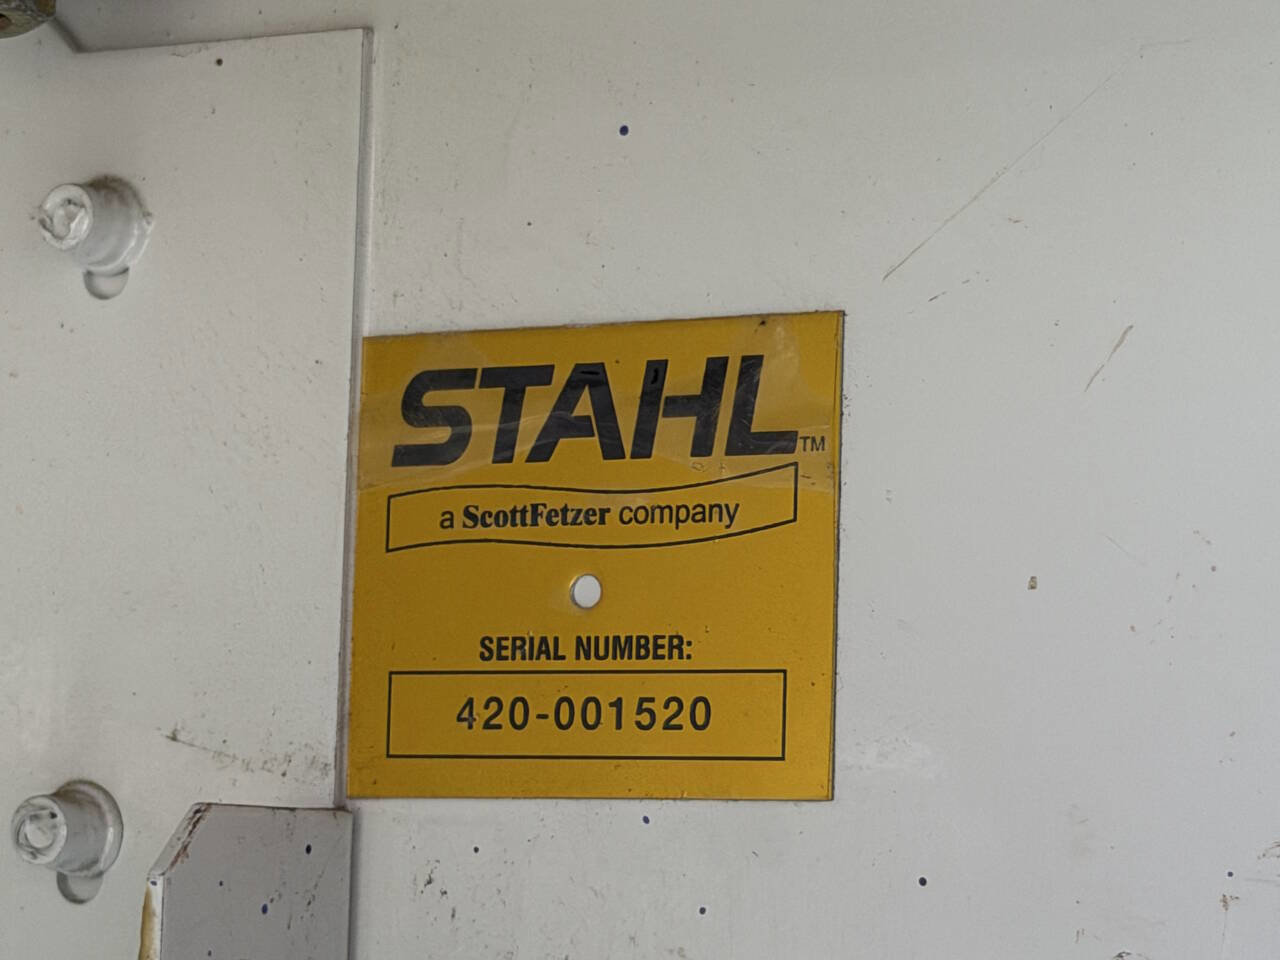 STAHL™
a ScottFetzer company
SERIAL NUMBER:
420-001520